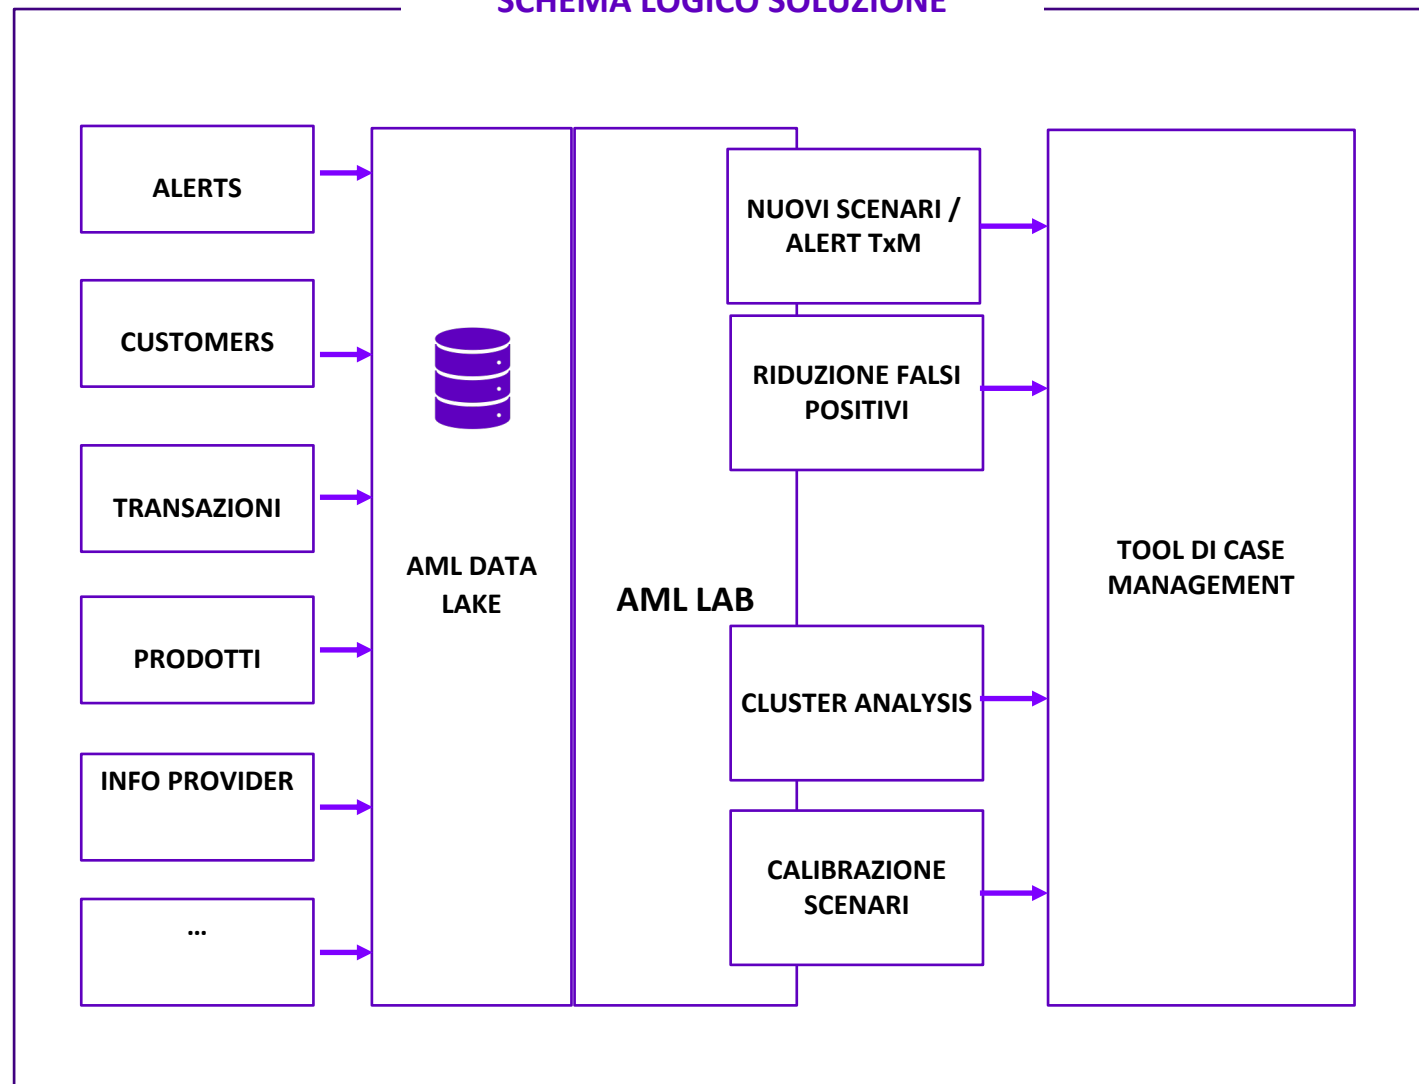 SCHEMA LOGICO SOLUZIONE
ALERTS
CUSTOMERS
TRANSAZIONI
PRODOTTI
INFO PROVIDER
...
AML DATA
LAKE
AML LAB
NUOVI SCENARI /
ALERT TxM
RIDUZIONE FALSI
POSITIVI
CLUSTER ANALYSIS
CALIBRAZIONE
SCENARI
TOOL DI CASE
MANAGEMENT